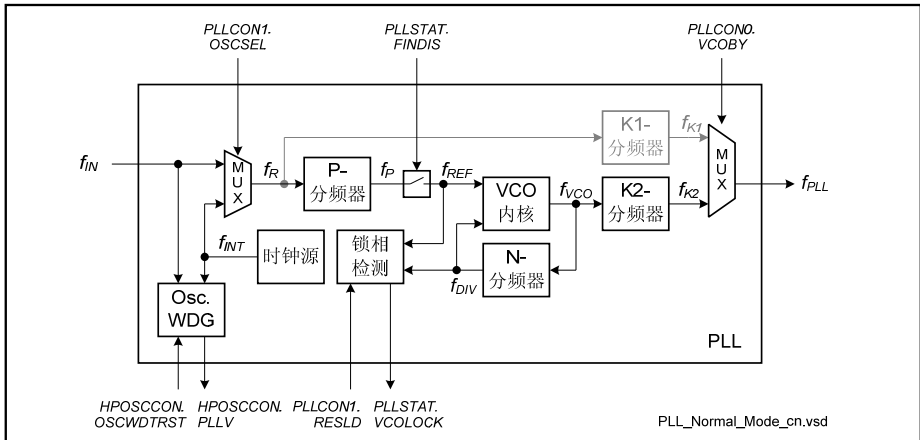 PLLCON1.
OSCSEL
PLLSTAT.
FINDIS
PLLCON0.
VCOBY
K1-
分频器
fK1
fIN
MUX
fR
P-
分频器
fP
fREF
VCO
内核
fVCO
K2-
分频器
fK2
MUX
fPLL
fINT
时钟源
锁相
检测
fDIV
N-
分频器
Osc.
WDG
PLL
HPOSCCON.
OSCWDTRST
HPOSCCON.
PLLV
PLLCON1.
RESLD
PLLSTAT.
VCOLOCK
PLL_Normal_Mode_cn.vsd